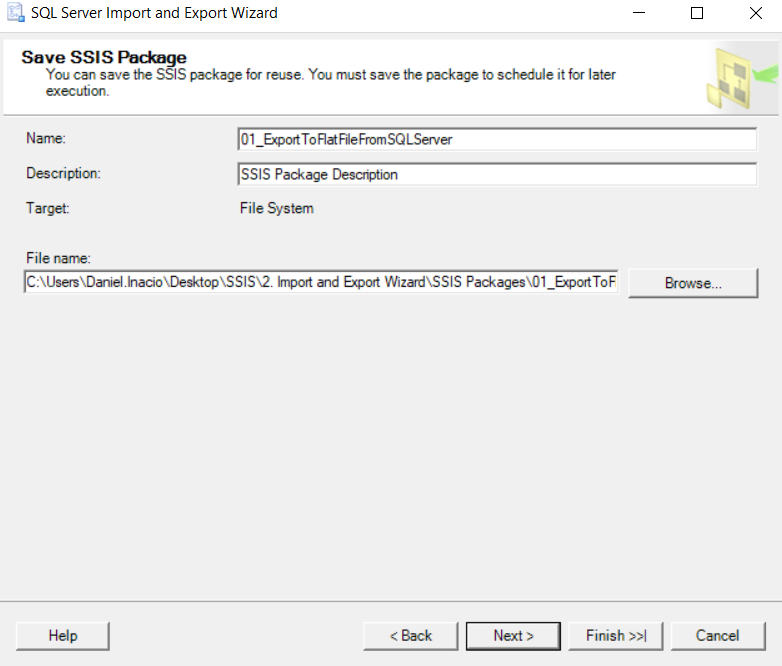 SQL Server Import and Export Wizard
Save SSIS Package
You can save the SSIS package for reuse. You must save the package to schedule it for later
execution.
Name: 01_ExportToFlatFileFromSQLServer
Description: SSIS Package Description
Target: File System
File name:
C:\Users\Daniel.Inacio\Desktop\SSIS\2. Import and Export Wizard\SSIS Packages\01_ExportToF Browse...
Help < Back Next > Finish >>| Cancel